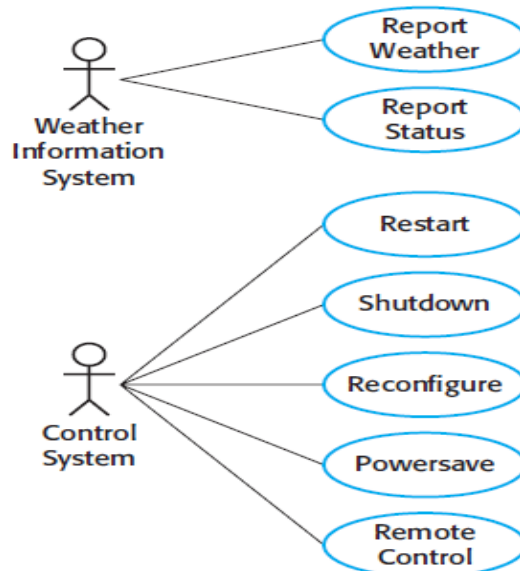 Report
Weather
Weather
Information
System
Report
Status
Restart
Shutdown
Reconfigure
Control
System
Powersave
Remote
Control